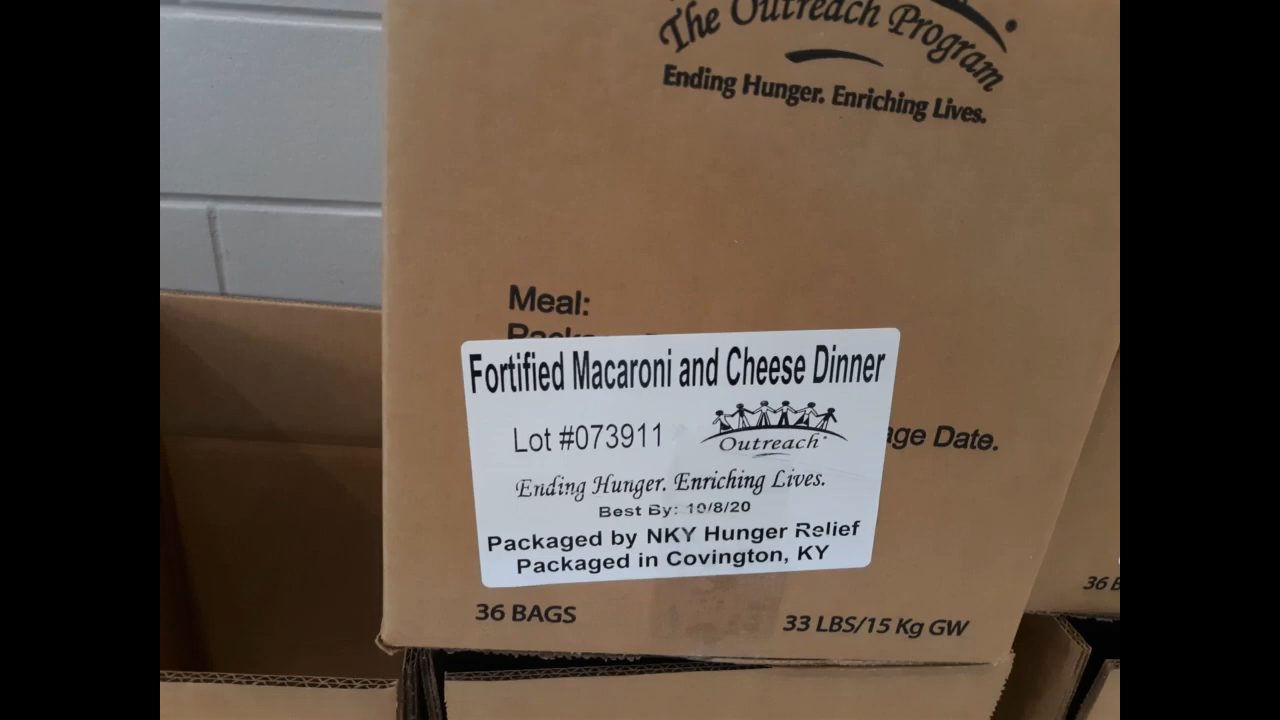 The Outreach Program
Ending Hunger. Enriching Lives.
Meal:
Fortified Macaroni and Cheese Dinner
Lot #073911
Outreach
age Date.
Ending Hunger. Enriching Lives.
Best By: 10/8/20
Packaged by NKY Hunger Relief
Packaged in Covington, KY
36 BAGS
33 LBS/15 Kg GW
36 B